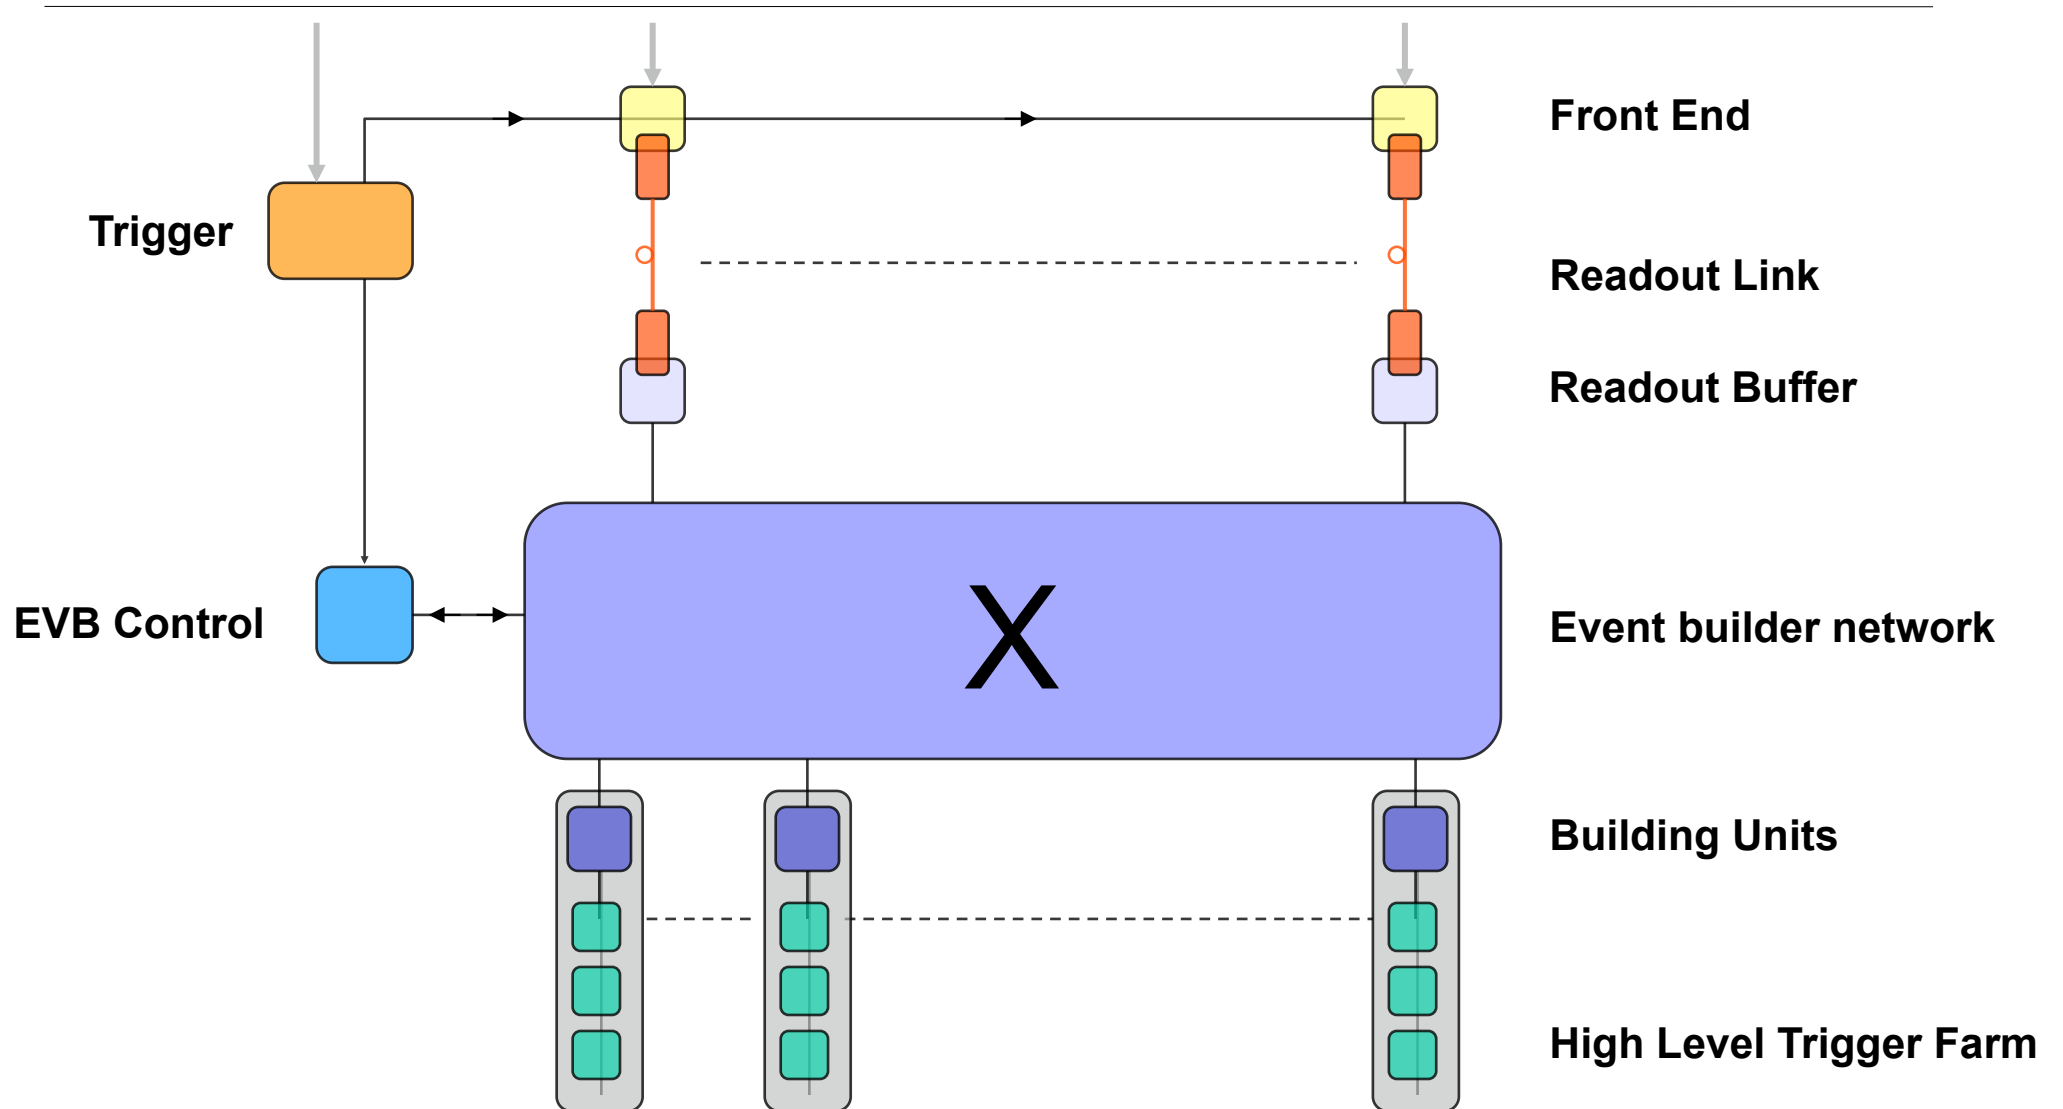 Front End
Trigger
Readout Link
Readout Buffer
X
EVB Control
Event builder network
Building Units
High Level Trigger Farm